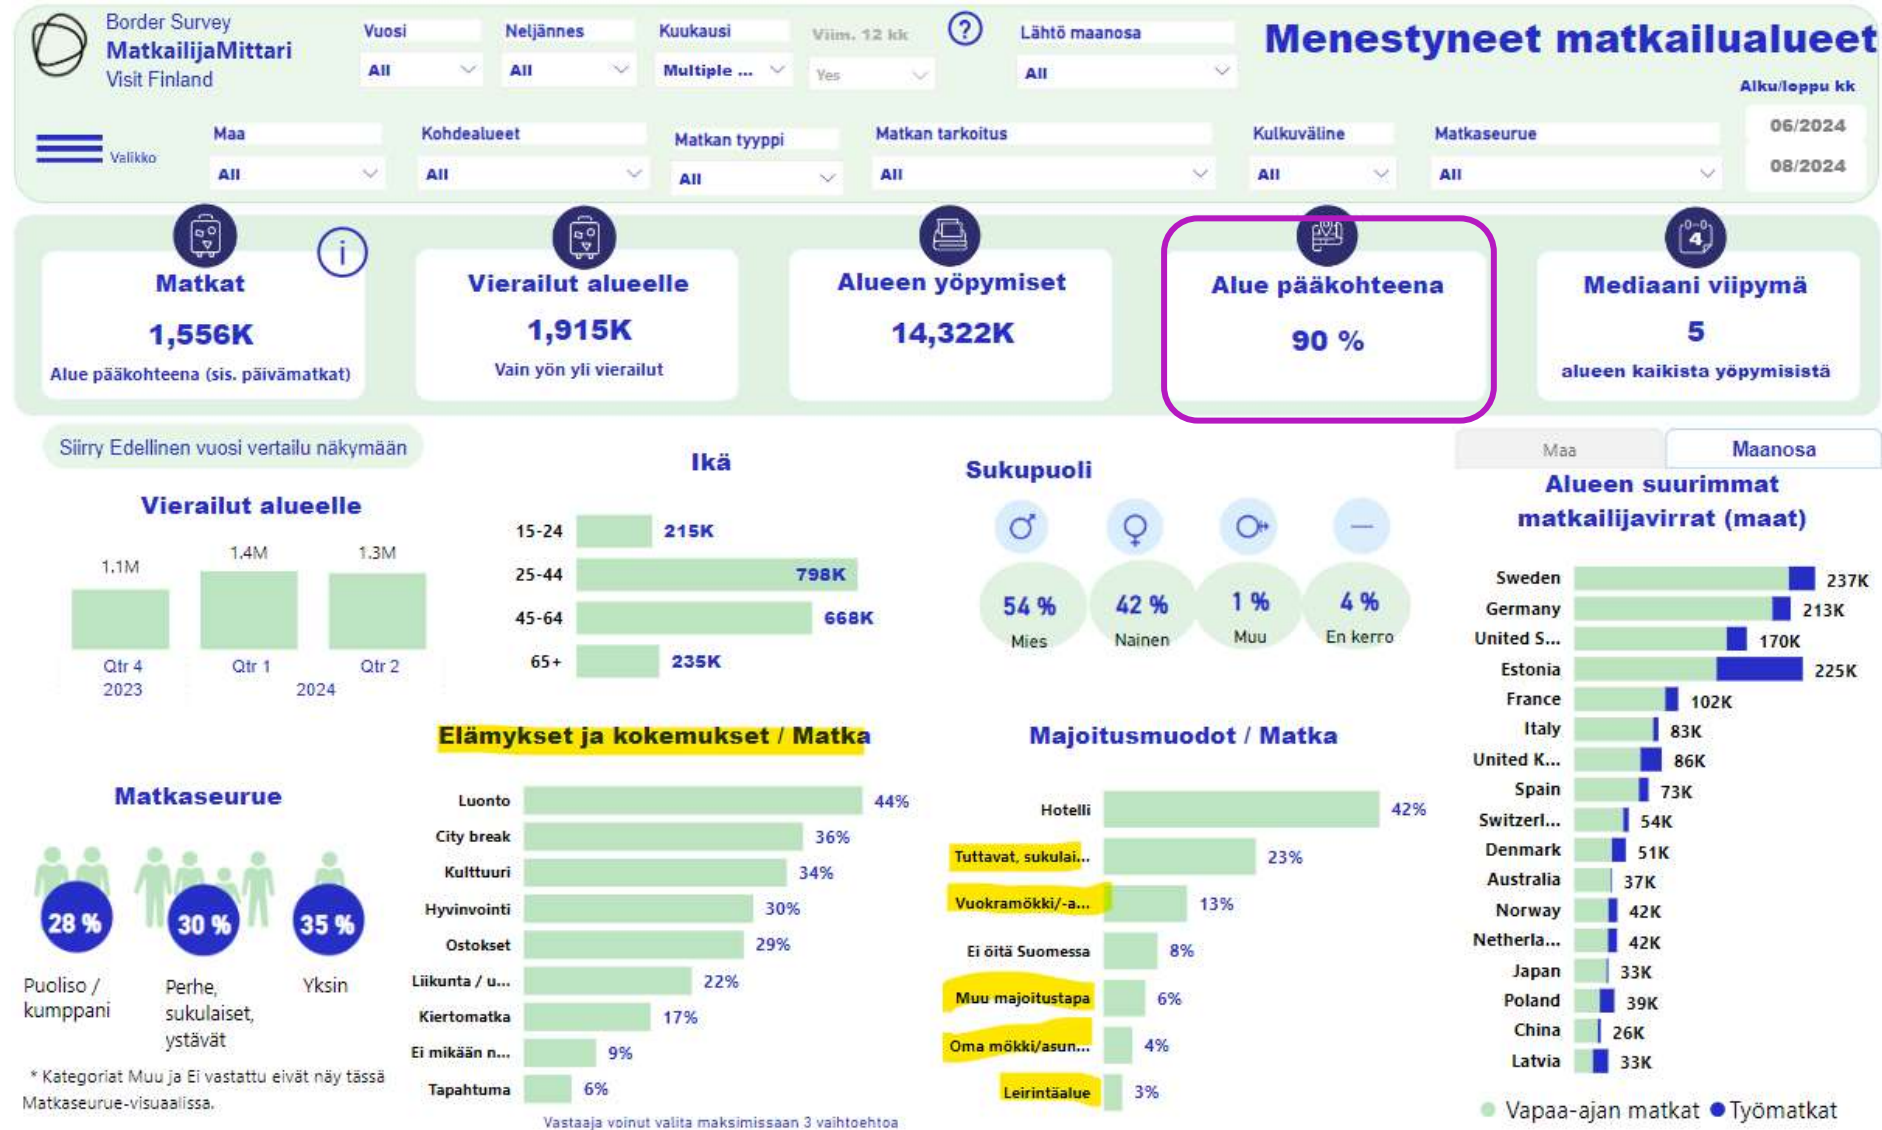 Border Survey
MatkailijaMittari
Visit Finland
Vuosi
All
Neljännes
All
Kuukausi
Multiple ...
Viim. 12 kk
Yes
?
Lähtö maanosa
All
Menestyneet matkailualueet
Alku/loppu kk
06/2024
08/2024
Valikko
Maa
All
Kohdealueet
All
Matkan tyyppi
All
Matkan tarkoitus
All
Kulkuväline
All
Matkaseurue
All
i
Matkat
1,556K
Alue pääkohteena (sis. päivämatkat)
Vierailut alueelle
1,915K
Vain yön yli vierailut
Alueen yöpymiset
14,322K
Alue pääkohteena
90 %
4
Mediaani viipymä
5
alueen kaikista yöpymisistä
Siirry Edellinen vuosi vertailu näkymään
Vierailut alueelle
1.1M
1.4M
1.3M
Qtr 4
Qtr 1
Qtr 2
2023
2024
Ikä
15-24 215K
25-44 798K
45-64 668K
65+ 235K
Sukupuoli
54 %
Mies
42 %
Nainen
1 %
Muu
4 %
En kerro
Maa
Maanosa
Alueen suurimmat
matkailijavirrat (maat)
Sweden 237K
Germany 213K
United S... 170K
Estonia 225K
France 102K
Italy 83K
United K... 86K
Spain 73K
Switzerl... 54K
Denmark 51K
Australia 37K
Norway 42K
Netherla... 42K
Japan 33K
Poland 39K
China 26K
Latvia 33K
Vapaa-ajan matkat Työmatkat
Matkaseurue
28 %
30 %
35 %
Puoliso /
kumppani
Perhe,
sukulaiset,
ystävät
Yksin
* Kategoriat Muu ja Ei vastattu eivät näy tässä
Matkaseurue-visuaalissa.
Elämykset ja kokemukset / Matka
Luonto 44%
City break 36%
Kulttuuri 34%
Hyvinvointi 30%
Ostokset 29%
Liikunta / u... 22%
Kiertomatka 17%
Ei mikään n... 9%
Tapahtuma 6%
Vastaaja voinut valita maksimissaan 3 vaihtoehtoa
Majoitusmuodot / Matka
Hotelli 42%
Tuttavat, sukulai... 23%
Vuokramökki/-a... 13%
Ei öitä Suomessa 8%
Muu majoitustapa 6%
Oma mökki/asun... 4%
Leirintäalue 3%